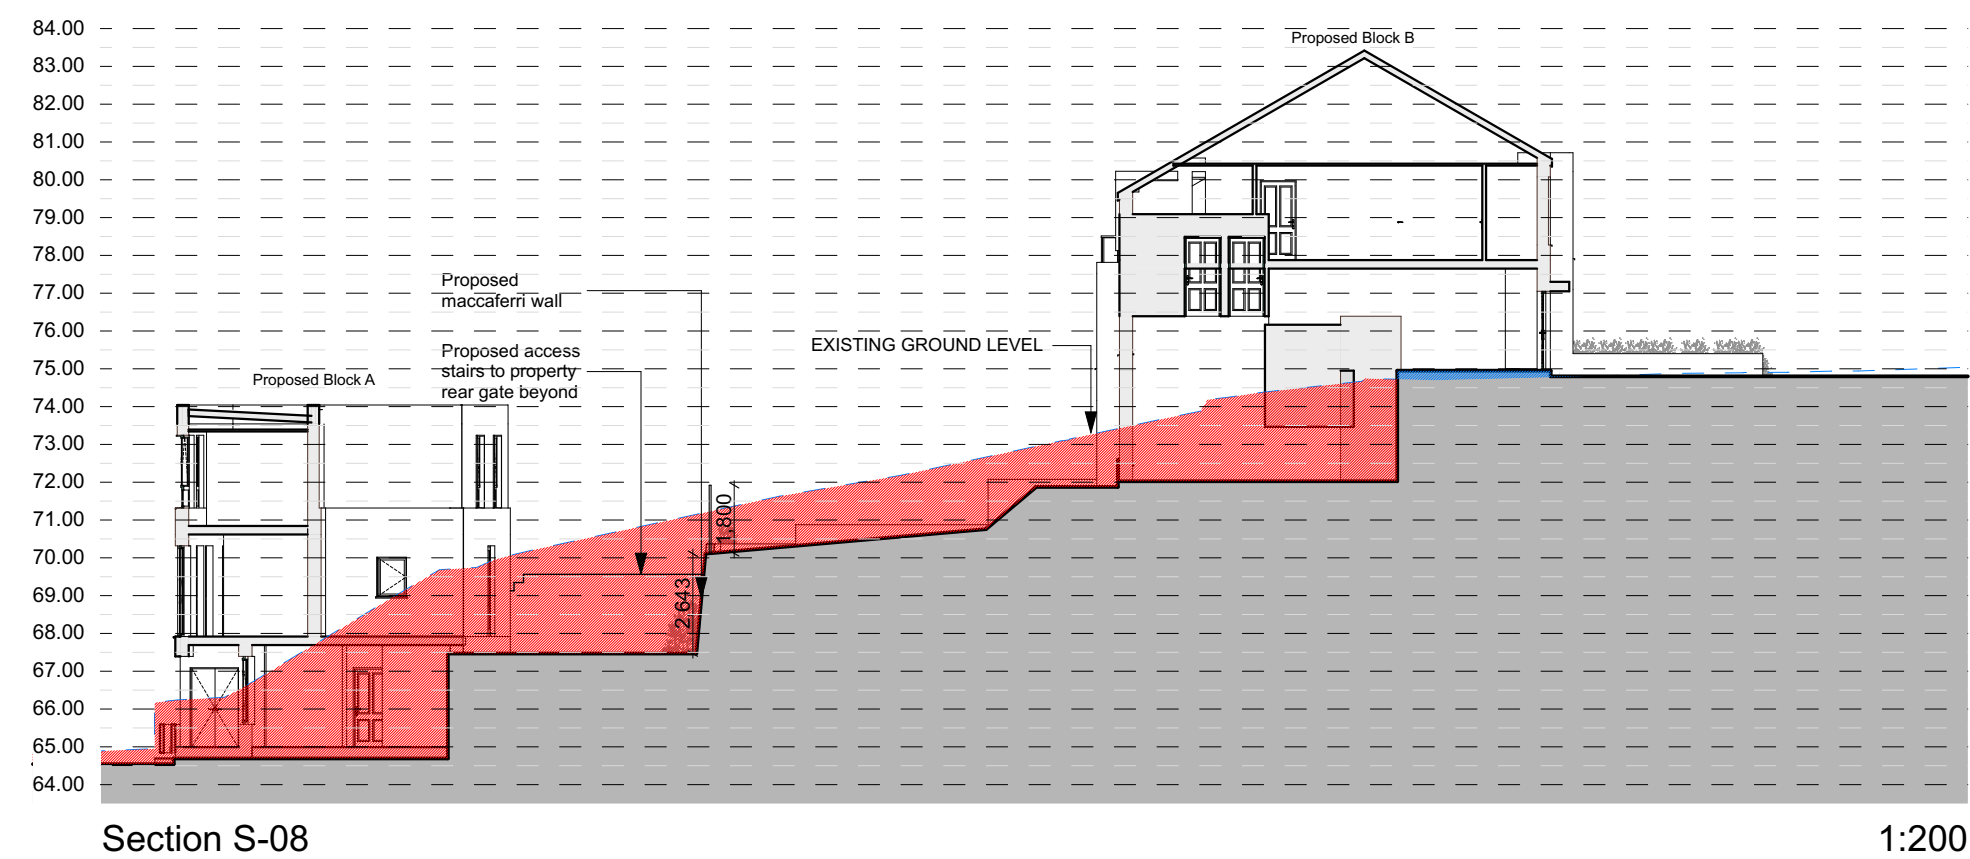 84.00
83.00
82.00
81.00
80.00
79.00
78.00
77.00
76.00
75.00
74.00
73.00
72.00
71.00
70.00
69.00
68.00
67.00
66.00
65.00
64.00
Proposed Block B
Proposed
maccaferri wall
EXISTING GROUND LEVEL
Proposed access
stairs to property
rear gate beyond
Proposed Block A
1,800
2,643
Section S-08
1:200